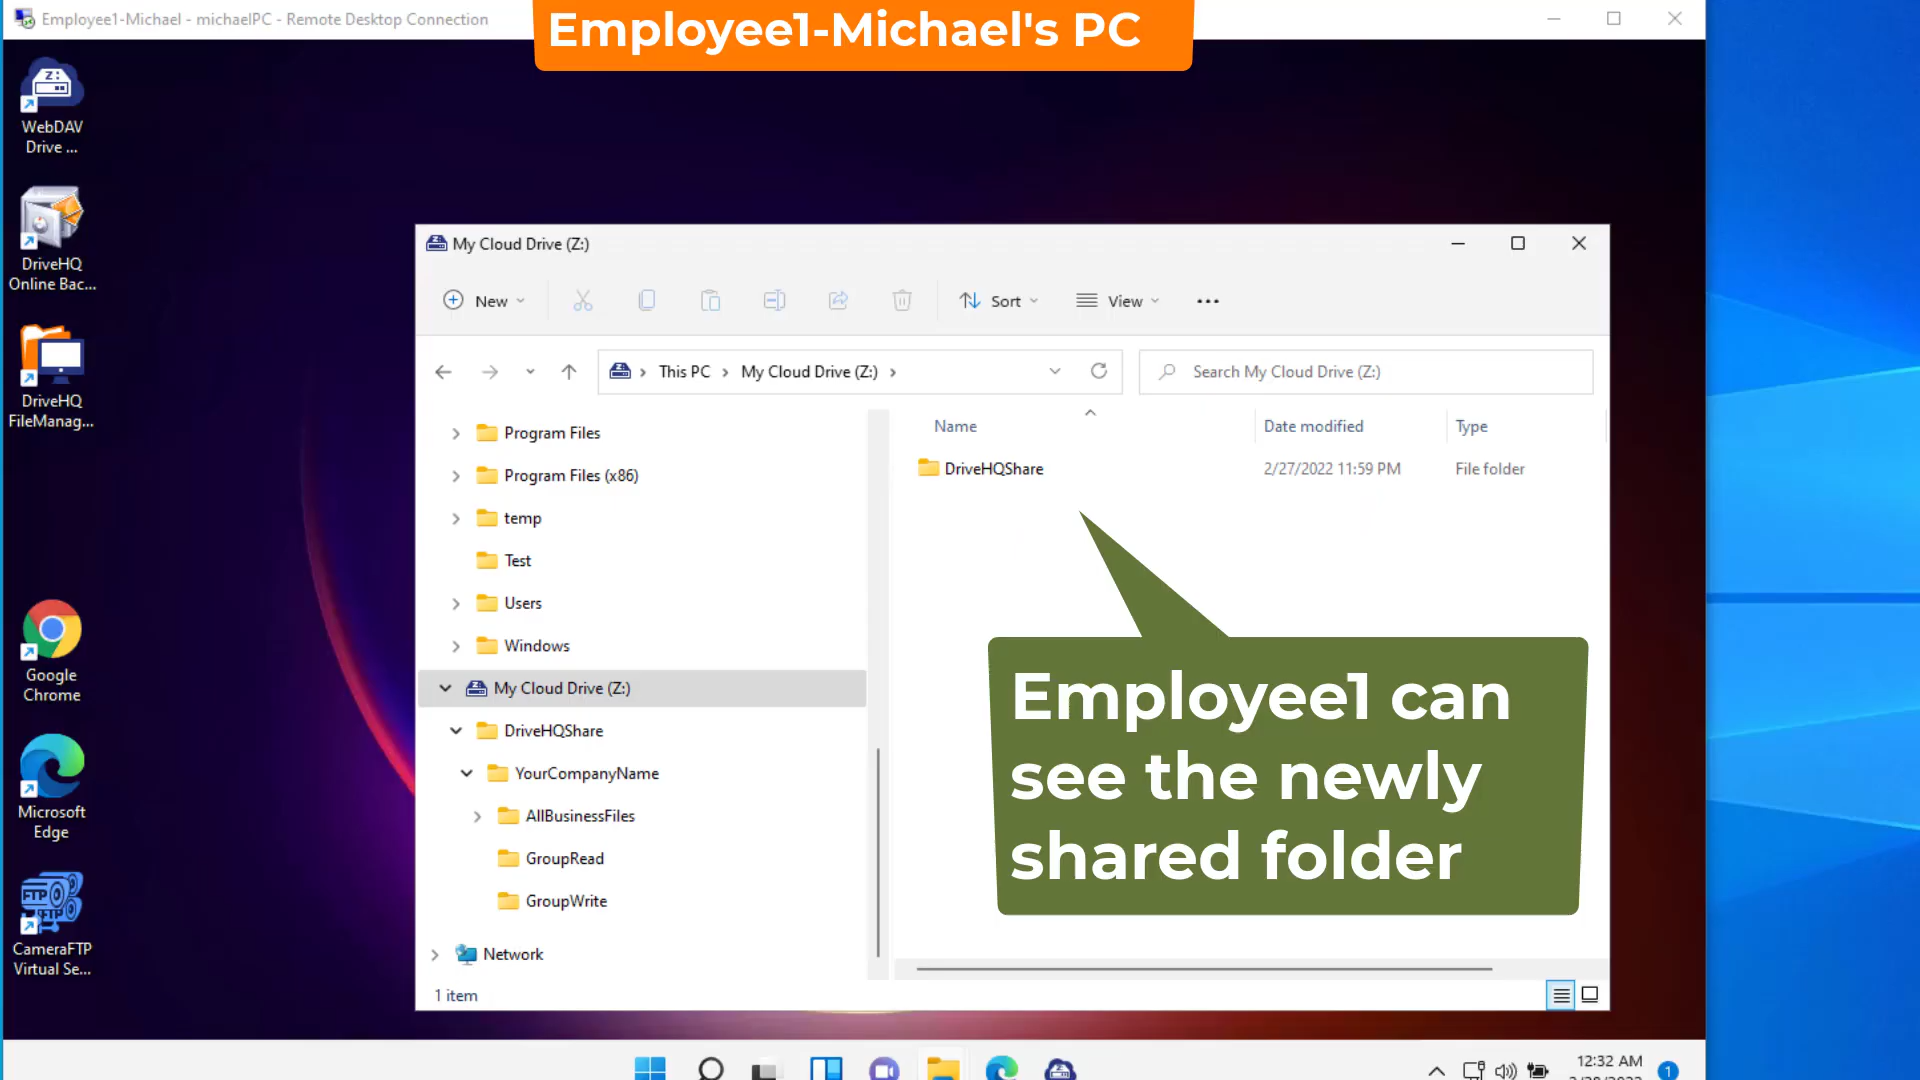 Employee1-Michael - michaelPC - Remote Desktop Connection
Employee1-Michael's PC
Z:
WebDAV
Drive ...
DriveHQ
Online Bac...
DriveHQ
FileManag...
Google
Chrome
Microsoft
Edge
FTP
FTP
CameraFTP
Virtual Se...
My Cloud Drive (Z:)
New
Sort
View
This PC
My Cloud Drive (Z:)
Search My Cloud Drive (Z:)
Program Files
Program Files (x86)
temp
Test
Users
Windows
My Cloud Drive (Z:)
DriveHQShare
YourCompanyName
AllBusinessFiles
GroupRead
GroupWrite
Network
1 item
Name
Date modified
Type
DriveHQShare
2/27/2022 11:59 PM
File folder
Employee1 can
see the newly
shared folder
12:32 AM
1